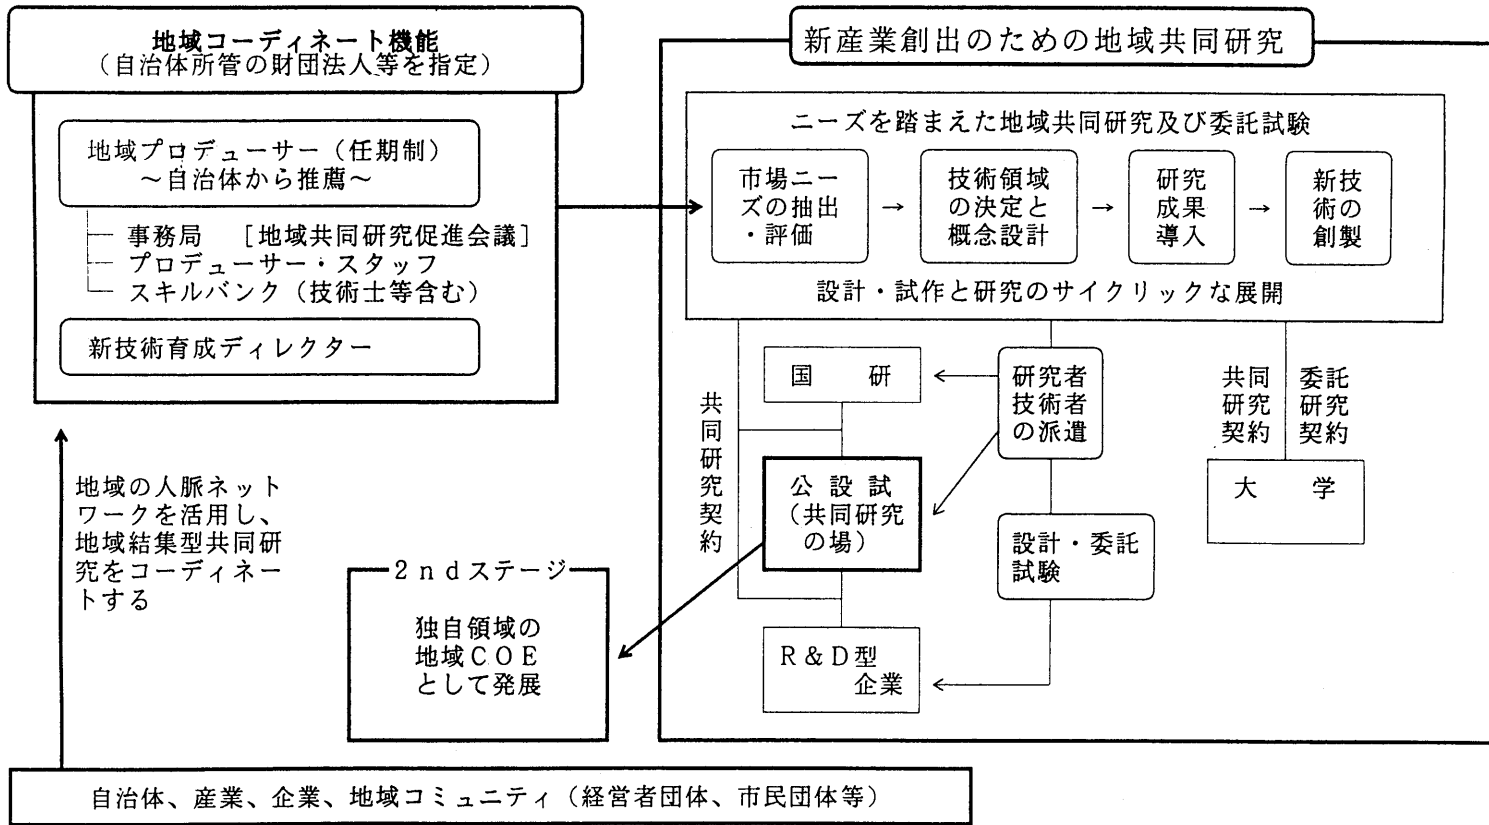 地域コーディネート機能
（自治体所管の財団法人等を指定）
地域プロデューサー（任期制）
～自治体から推薦～
事務局　［地域共同研究促進会議］
プロデューサー・スタッフ
スキルバンク（技術士等含む）
新技術育成ディレクター
地域の人脈ネット
ワークを活用し、
地域結集型共同研
究をコーディネー
トする
新産業創出のための地域共同研究
ニーズを踏まえた地域共同研究及び委託試験
市場ニー
ズの抽出
・評価
→
技術領域
の決定と
概念設計
→
研究
成果
導入
→
新技
術の
創製
設計・試作と研究のサイクリックな展開
共同研究契約
国　研
公設試
（共同研究
の場）
R＆D型
企業
研究者
技術者
の派遣
設計・委託
試験
共同
研究
契約
委託
研究
契約
大　学
2ndステージ
独自領域の
地域COE
として発展
自治体、産業、企業、地域コミュニティ（経営者団体、市民団体等）